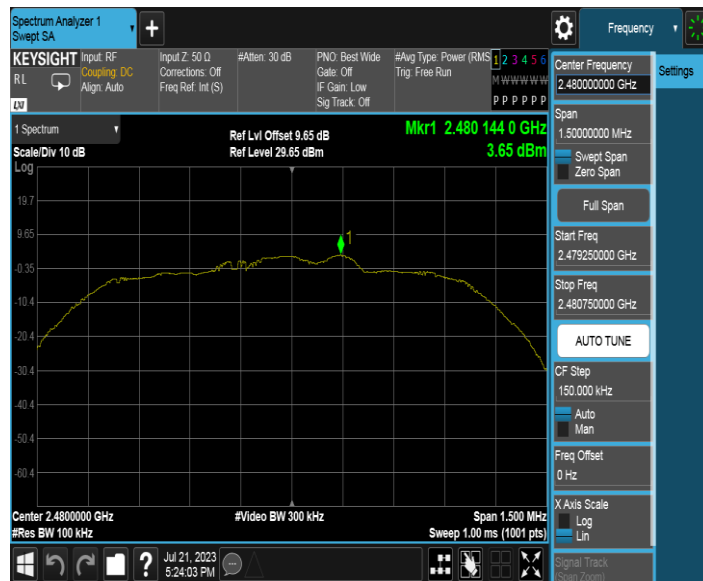 Spectrum Analyzer 1
Swept SA
+
Frequency
KEYSIGHT
RL
LXI
Input: RF
Coupling: DC
Align: Auto
Input Z: 50 Ω
Corrections: Off
Freq Ref: Int (S)
#Atten: 30 dB
PNO: Best Wide
Gate: Off
IF Gain: Low
Sig Track: Off
#Avg Type: Power (RMS
Trig: Free Run
1 2 3 4 5 6
M W W W W W
P P P P P P
1 Spectrum
Scale/Div 10 dB
Log
Ref Lvl Offset 9.65 dB
Ref Level 29.65 dBm
Mkr1 2.480 144 0 GHz
3.65 dBm
1
19.7
9.65
-0.35
-10.4
-20.4
-30.4
-40.4
-50.4
-60.4
Center 2.4800000 GHz
#Res BW 100 kHz
#Video BW 300 kHz
Span 1.500 MHz
Sweep 1.00 ms (1001 pts)
?
Jul 21, 2023
5:24:03 PM
Center Frequency
2.480000000 GHz
Settings
Span
1.50000000 MHz
Swept Span
Zero Span
Full Span
Start Freq
2.479250000 GHz
Stop Freq
2.480750000 GHz
AUTO TUNE
CF Step
150.000 kHz
Auto
Man
Freq Offset
0 Hz
X Axis Scale
Log
Lin
Signal Track
(Span Zoom)